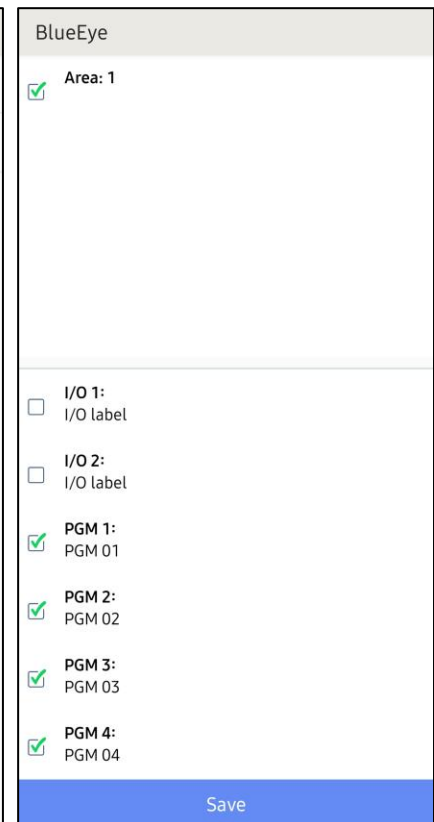 BlueEye
Area: 1
I/O 1:
I/O label
I/O 2:
I/O label
PGM 1:
PGM 01
PGM 2:
PGM 02
PGM 3:
PGM 03
PGM 4:
PGM 04
Save